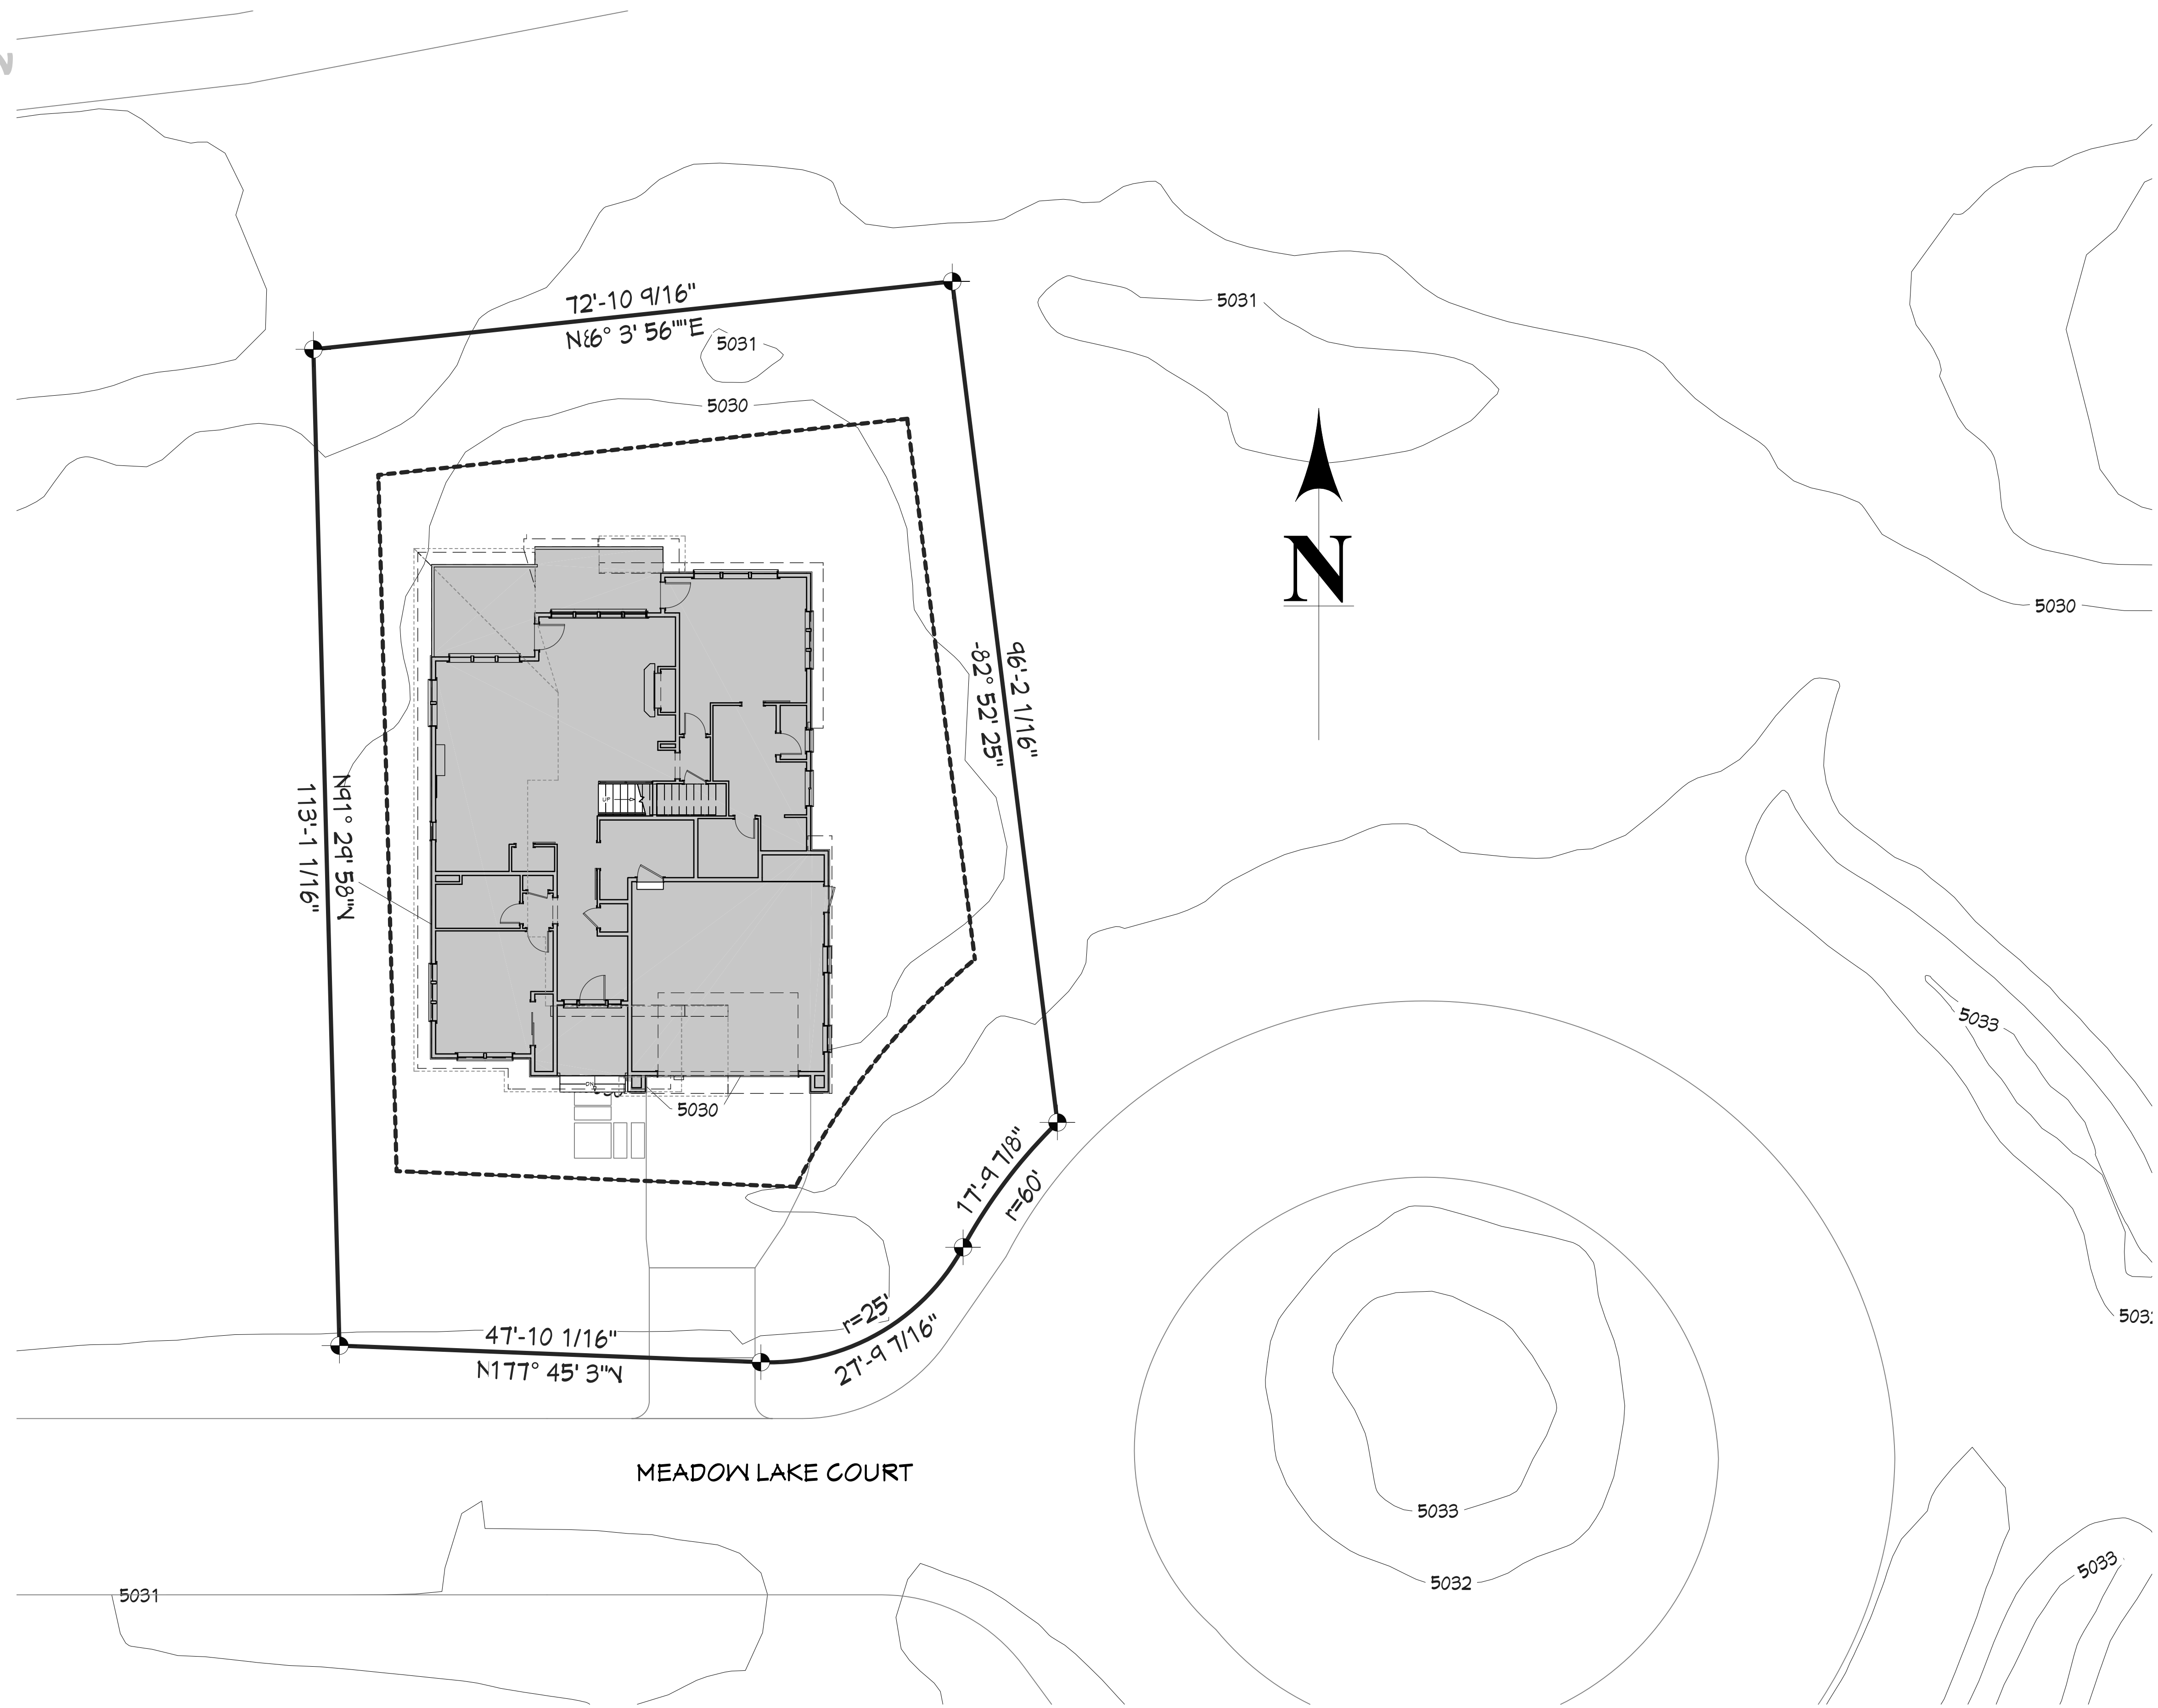 72'-10 9/16"
N86° 3' 56""E
5031
5031
5030
N
5030
96'-2 1/16"
-82° 52' 25"
N91° 29' 58"W
113'-1 1/16"
UP
5033
DN
5030
17'-9 7/8"
r=60'
r=25'
27'-9 7/16"
47'-10 1/16"
N177° 45' 3"W
MEADOW LAKE COURT
5033
5032
5031
5033